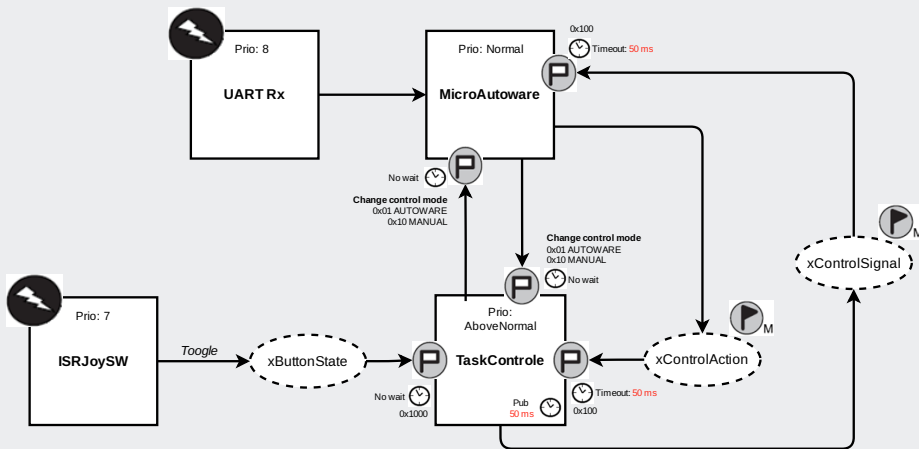 Prio: 8
UART Rx
Prio: Normal
MicroAutoware
0x100
Timeout: 50 ms
No wait
Change control mode
0x01 AUTOWARE
0x10 MANUAL
Change control mode
0x01 AUTOWARE
0x10 MANUAL
No wait
M
xControlSignal
Prio: 7
ISRJoySW
Toogle
xButtonState
Prio:
AboveNormal
TaskControle
No wait
0x1000
Pub
50 ms
Timeout: 50 ms
0x100
M
xControlAction